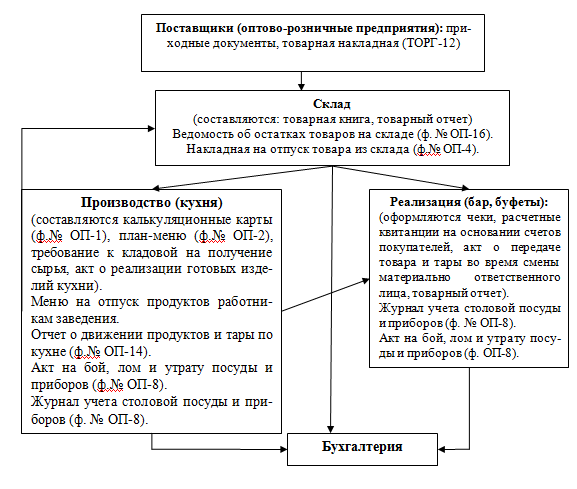 Поставщики (оптово-розничные предприятия): при-
ходные документы, товарная накладная (ТОРГ-12)
Склад
(составляются: товарная книга, товарный отчет)
Ведомость об остатках товаров на складе (ф. № ОП-16).
Накладная на отпуск товара из склада (ф.№ ОП-4).
Производство (кухня)
(составляются калькуляционные карты
(ф.№ ОП-1), план-меню (ф.№ ОП-2),
требование к кладовой на получение
сырья, акт о реализации готовых изде-
лий кухни).
Меню на отпуск продуктов работни-
кам заведения.
Отчет о движении продуктов и тары по
кухне (ф.№ ОП-14).
Акт на бой, лом и утрату посуды и
приборов (ф.№ ОП-8).
Журнал учета столовой посуды и при-
боров (ф. № ОП-8).
Реализация (бар, буфеты):
(оформляются чеки, расчетные
квитанции на основании счетов
покупателей, акт о передаче
товара и тары во время смены
материально ответственного
лица, товарный отчет).
Журнал учета столовой посуды
и приборов (ф. № ОП-8).
Акт на бой, лом и утрату посу-
ды и приборов (ф. ОП-8).
Бухгалтерия